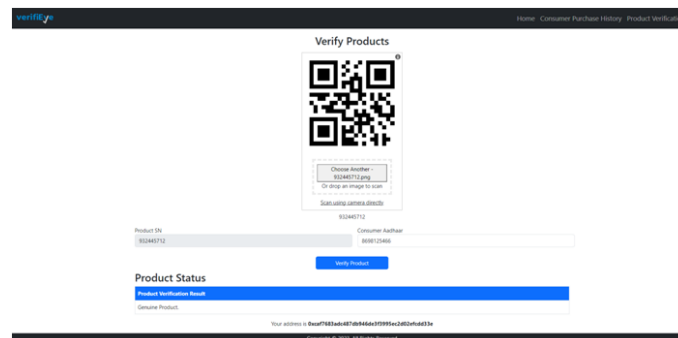 verifiEye
Home Consumer Purchase History Product Verification
Verify Products
Choose Another -
932445712.png
Or drop an image to scan
Scan using camera directly
932445712
Product SN Consumer Aadhaar
932445712 8698125466
Verify Product
Product Status
Product Verification Result
Genuine Product.
Your address is